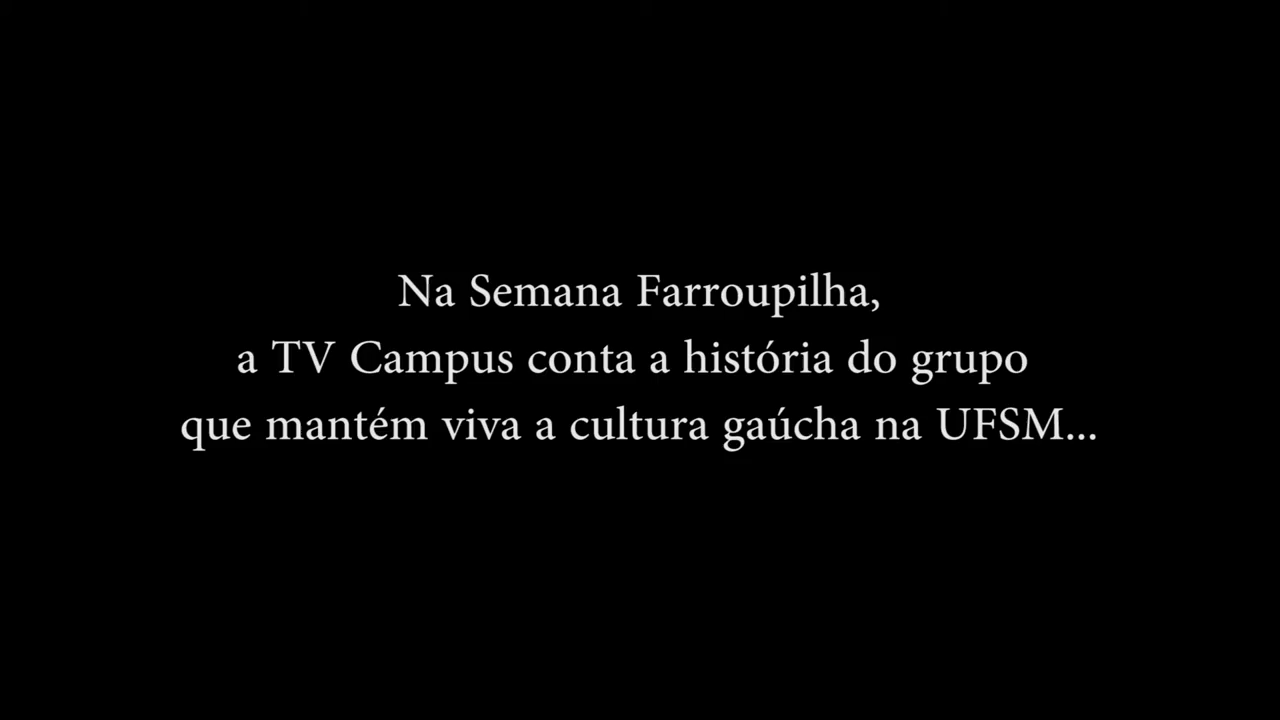 Na Semana Farroupilha,
a TV Campus conta a história do grupo
que mantém viva a cultura gaúcha na UFSM...